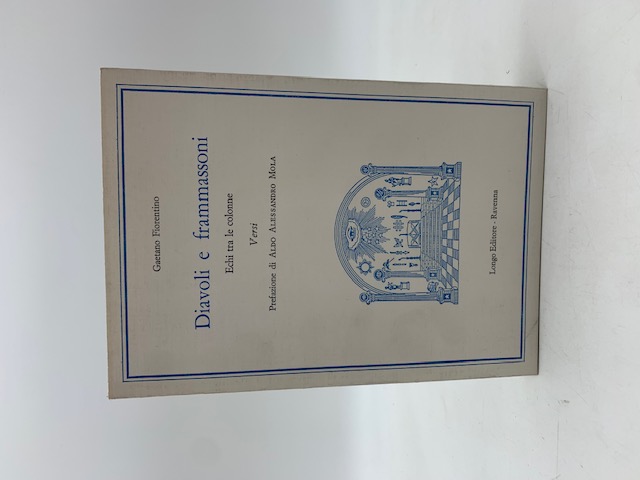 Gaetano Fiorentino
Diavoli e frammassoni
Echi tra le colonne
Versi
Prefazione di ALDO ALESSANDRO MOLA
Longo Editore - Ravenna